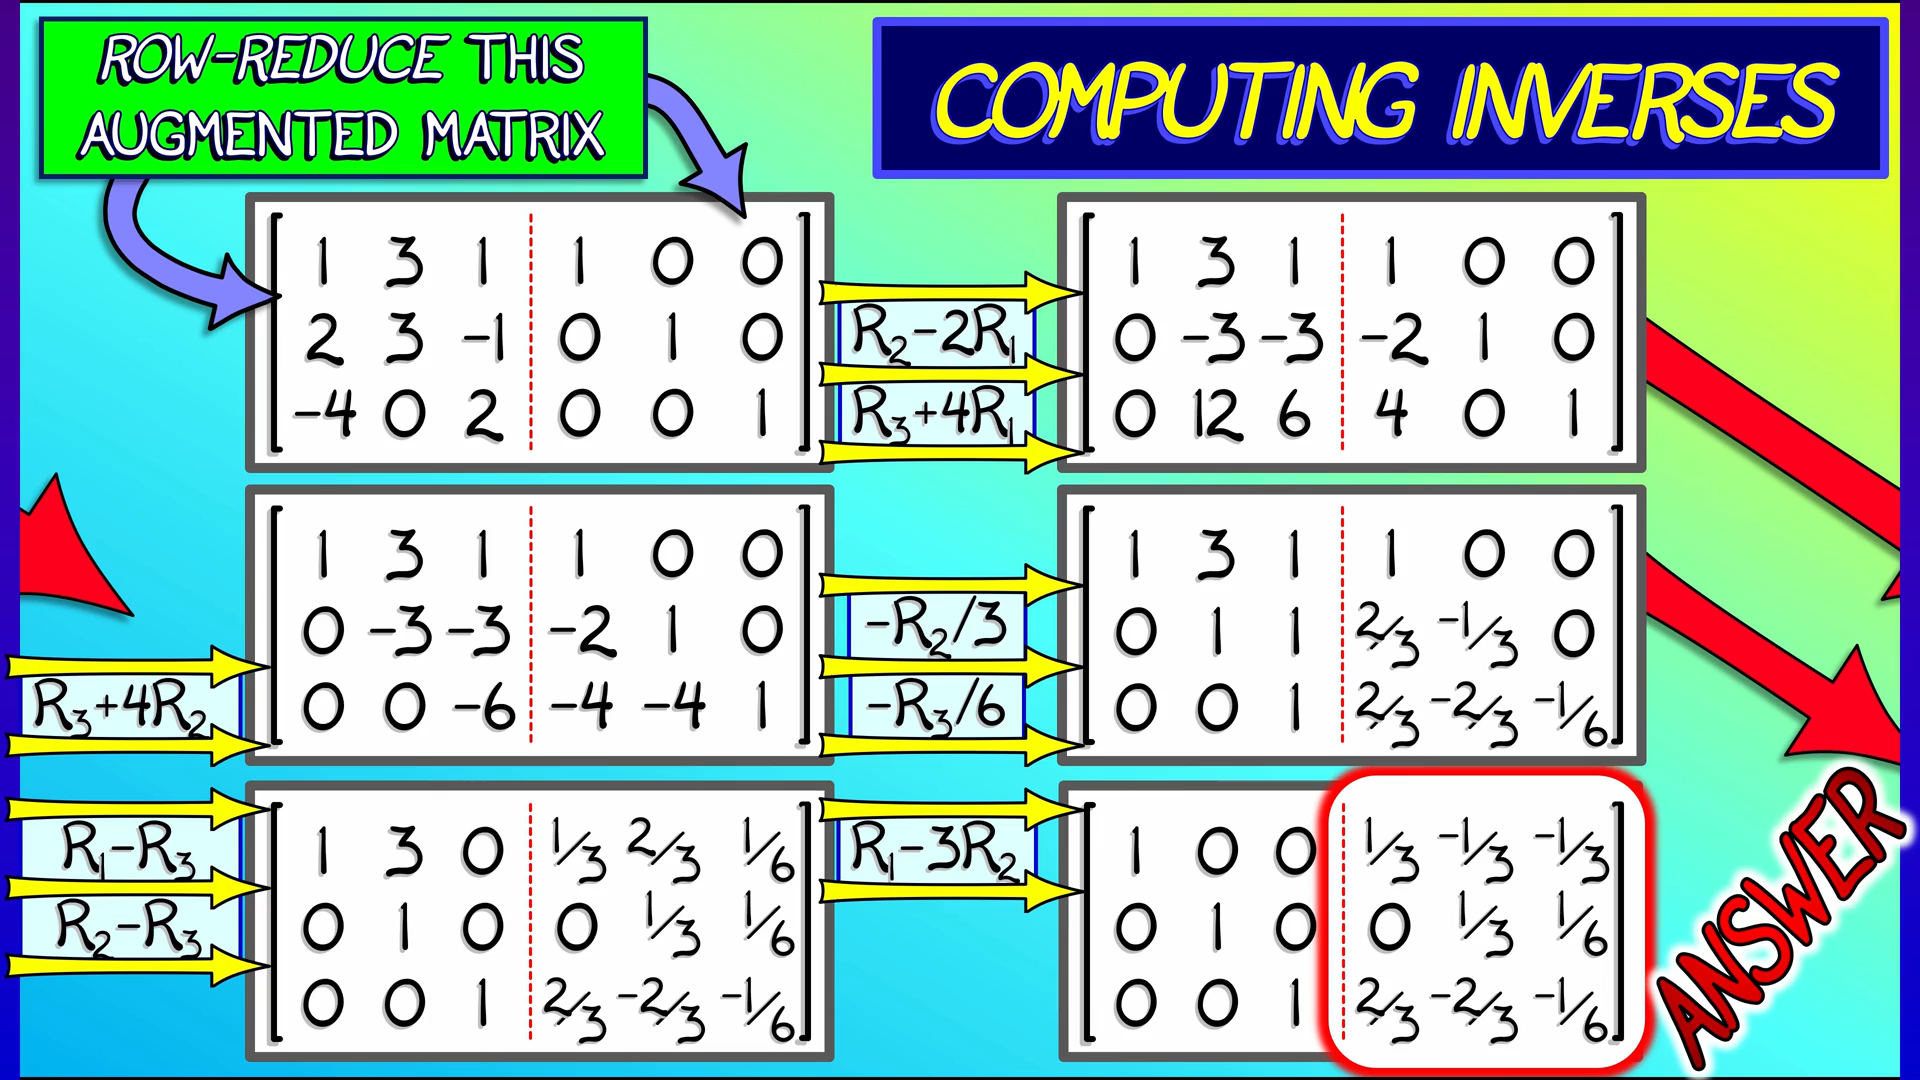 ROW-REDUCE THIS
AUGMENTED MATRIX
COMPUTING INVERSES
1 3 1 1 0 0
2 3 -1 0 1 0
-4 0 2 0 0 1
R₂-2R₁
R₃+4R₁
1 3 1 1 0 0
0 -3 -3 -2 1 0
0 12 6 4 0 1
R₃+4R₂
1 3 1 1 0 0
0 -3 -3 -2 1 0
0 0 -6 -4 -4 1
-R₂/3
-R₃/6
1 3 1 1 0 0
0 1 1 2/3 -1/3 0
0 0 1 2/3 -2/3 -1/6
R₁-R₃
R₂-R₃
1 3 0 1/3 2/3 1/6
0 1 0 0 1/3 1/6
0 0 1 2/3 -2/3 -1/6
R₁-3R₂
1 0 0 1/3 -1/3 -1/3
0 1 0 0 1/3 1/6
0 0 1 2/3 -2/3 -1/6
ANSWER